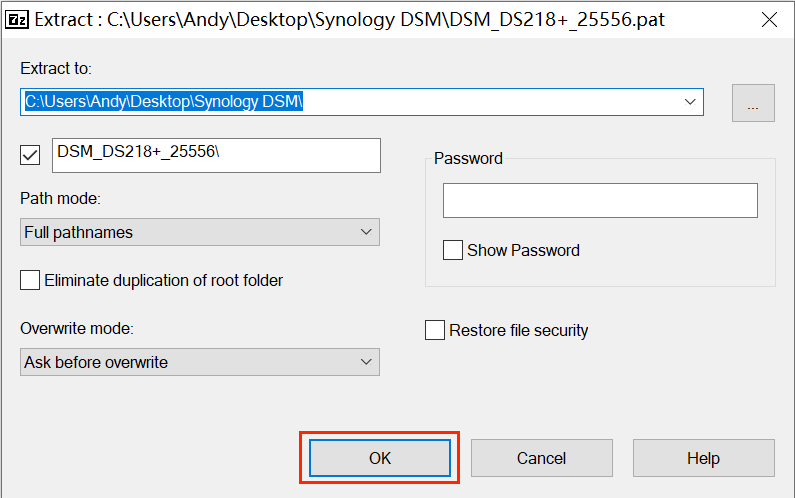 7z Extract : C:\Users\Andy\Desktop\Synology DSM\DSM_DS218+_25556.pat
Extract to:
C:\Users\Andy\Desktop\Synology DSM\
...
DSM_DS218+_25556\
Password
Path mode:
Full pathnames
Show Password
Eliminate duplication of root folder
Overwrite mode:
Restore file security
Ask before overwrite
OK Cancel Help